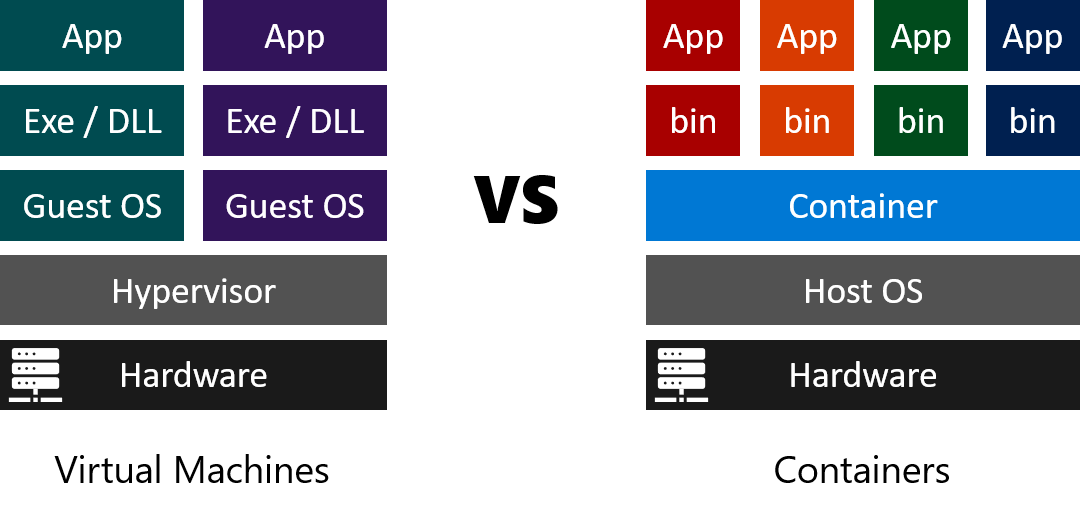 App
App
Exe / DLL
Exe / DLL
Guest OS
Guest OS
Hypervisor
Hardware
Virtual Machines
vs
App
App
App
App
bin
bin
bin
bin
Container
Host OS
Hardware
Containers